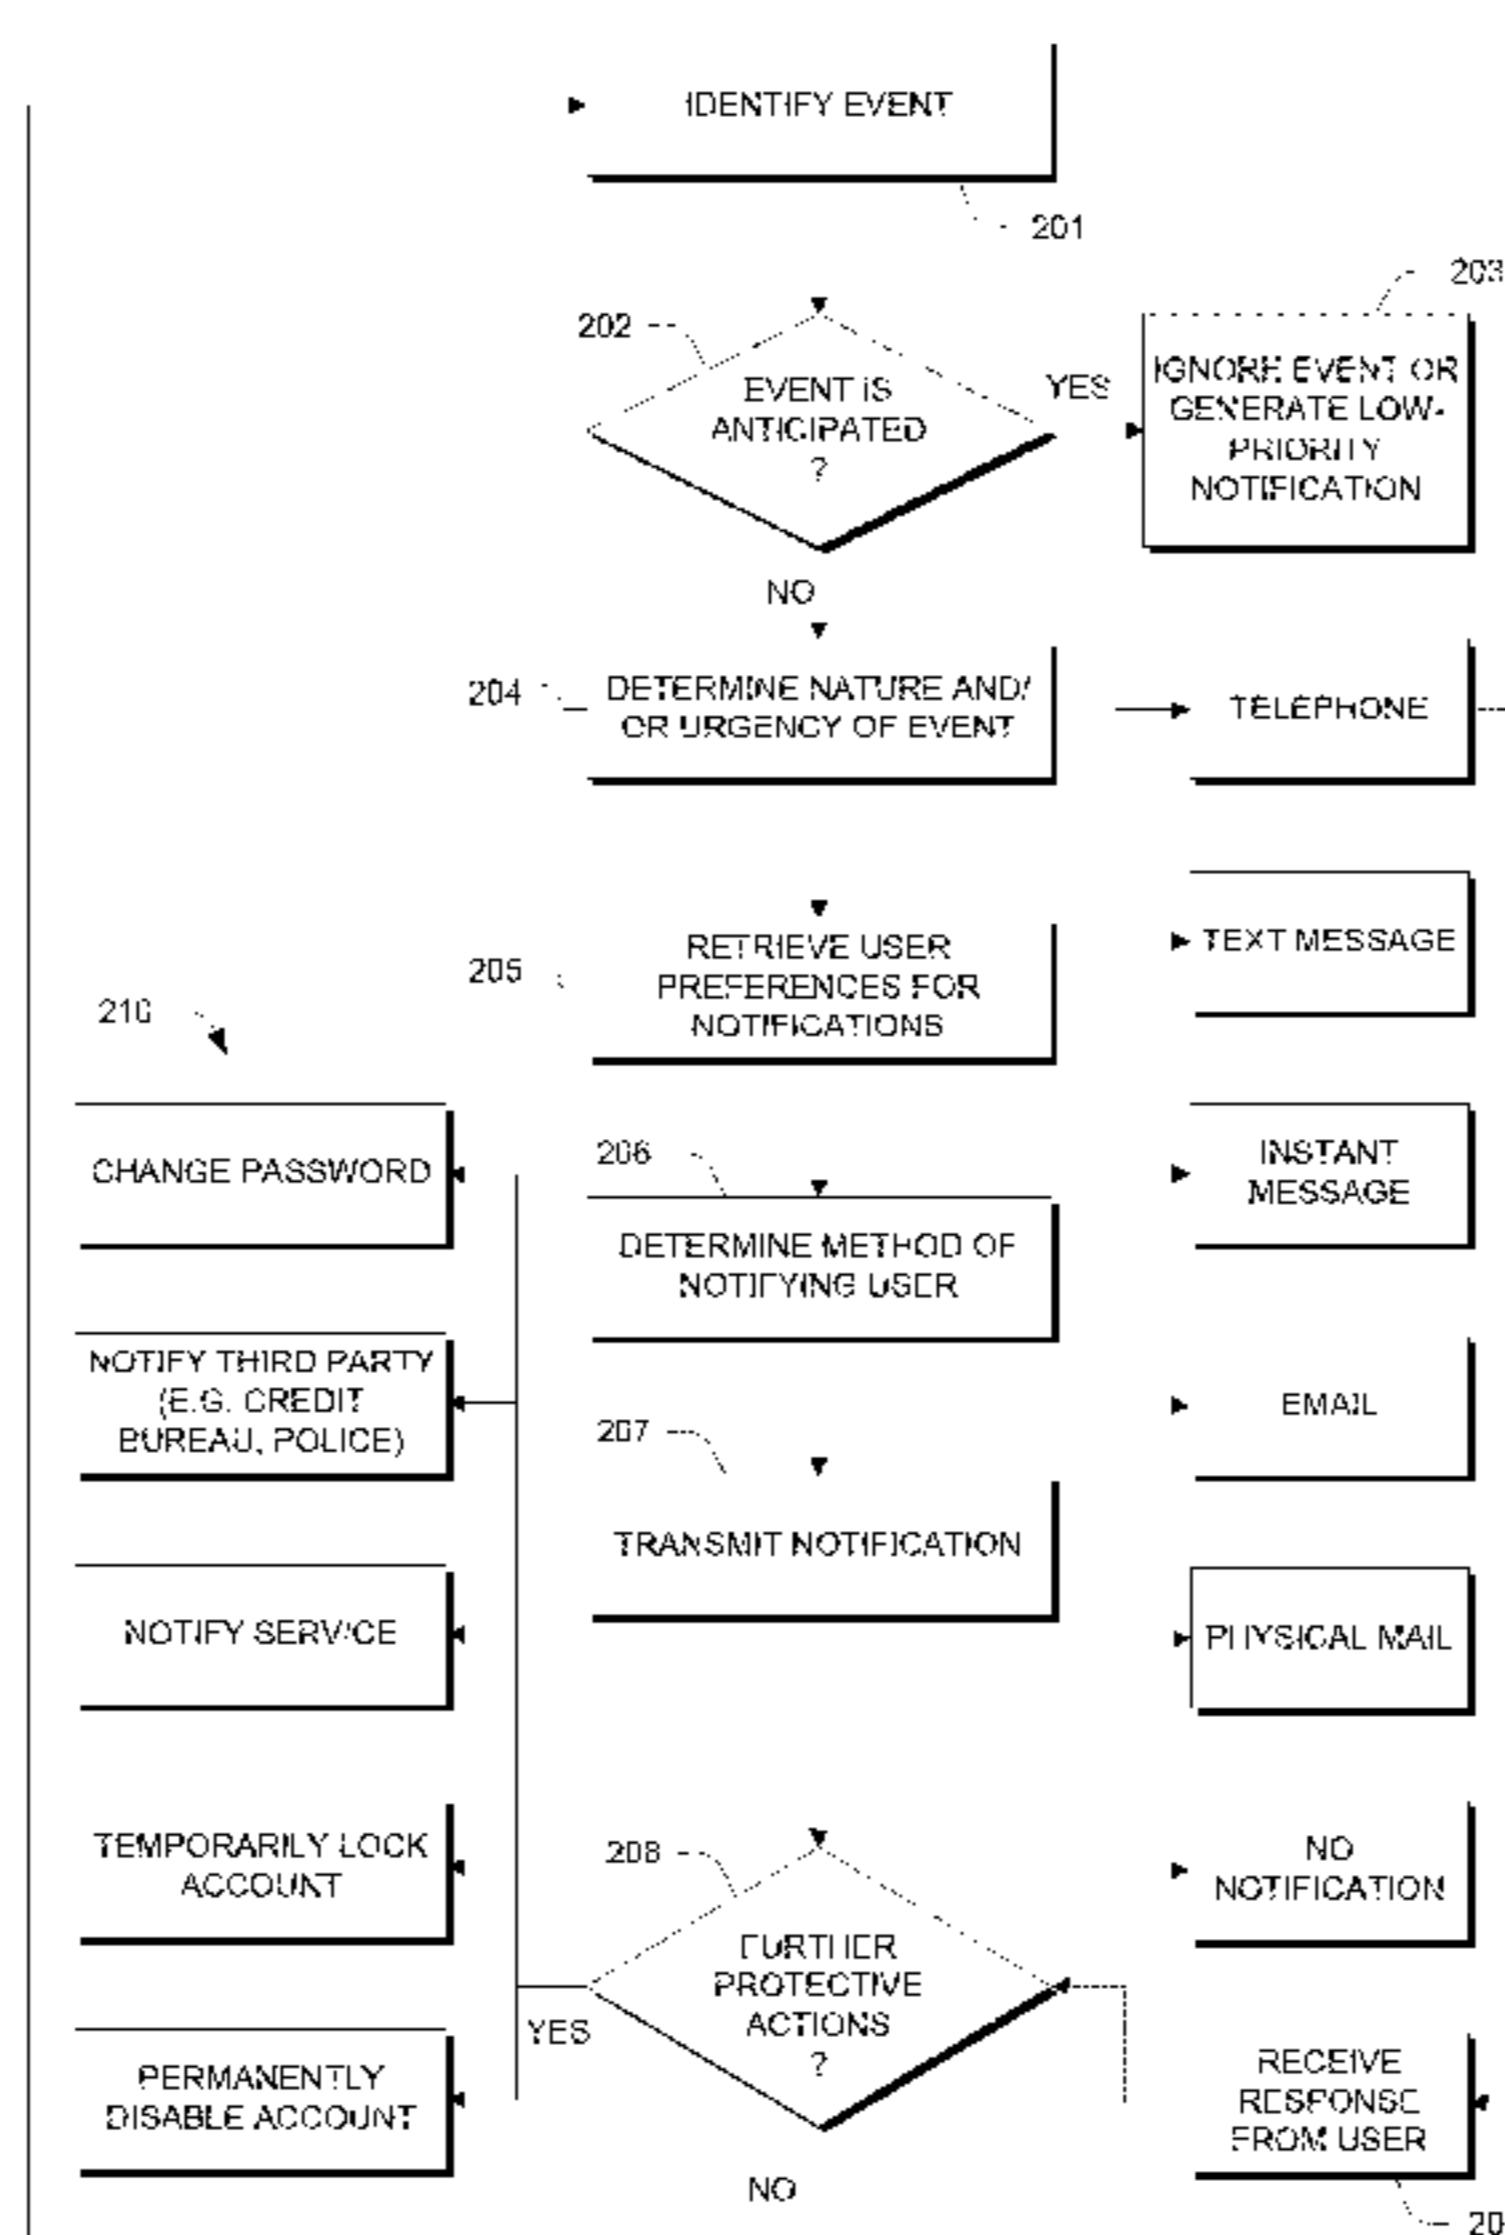 IDENTIFY EVENT
201
203
202
EVENT IS
ANTICIPATED
?
YES
IGNORE EVENT OR
GENERATE LOW-
PRIORITY
NOTIFICATION
NO
204
DETERMINE NATURE AND/
OR URGENCY OF EVENT
TELEPHONE
TEXT MESSAGE
205
RETRIEVE USER
PREFERENCES FOR
NOTIFICATIONS
210
CHANGE PASSWORD
206
INSTANT
MESSAGE
DETERMINE METHOD OF
NOTIFYING USER
NOTIFY THIRD PARTY
(E.G. CREDIT
BUREAU, POLICE)
EMAIL
207
TRANSMIT NOTIFICATION
NOTIFY SERVICE
PHYSICAL MAIL
TEMPORARILY LOCK
ACCOUNT
208
NO
NOTIFICATION
FURTHER
PROTECTIVE
ACTIONS
?
YES
PERMANENTLY
DISABLE ACCOUNT
RECEIVE
RESPONSE
FROM USER
NO